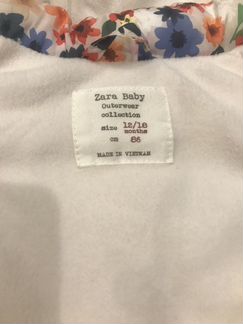 Zara Baby
Outerwear
collection
size 12/18
months
cm 86
MADE IN VIETNAM